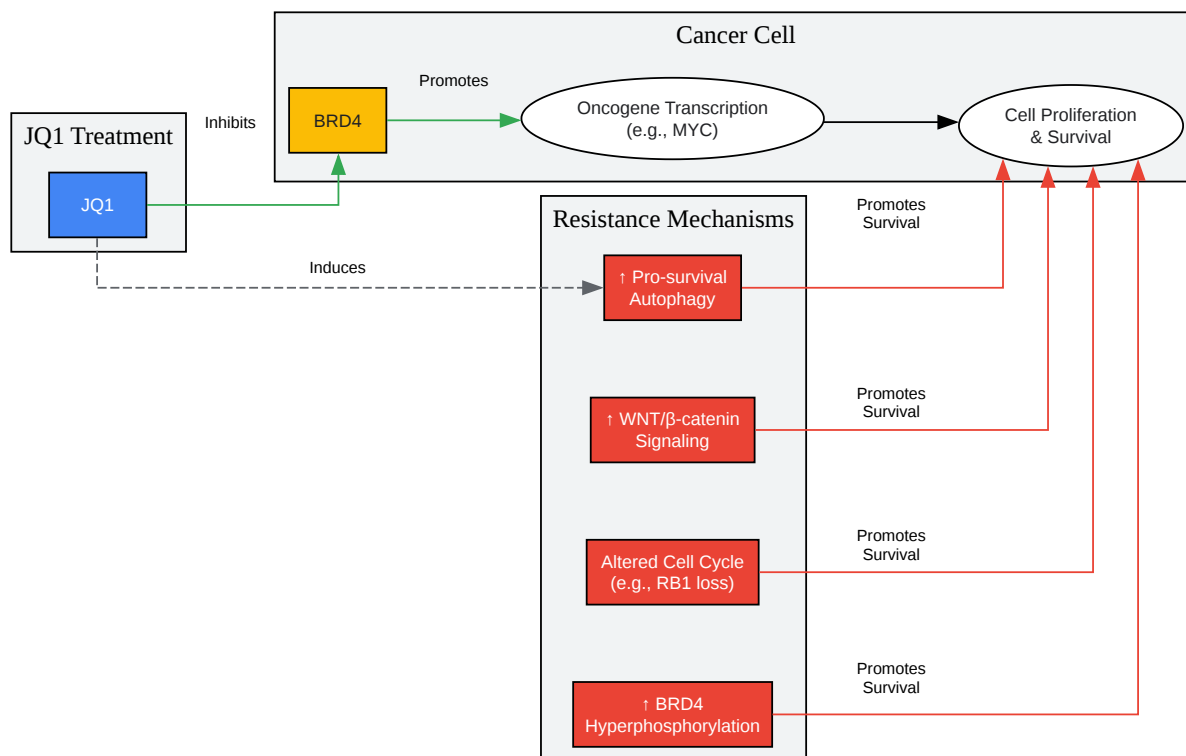 Cancer Cell
Promotes
BRD4
Oncogene Transcription
(e.g., MYC)
Cell Proliferation
& Survival
Inhibits
JQ1 Treatment
JQ1
Induces
Resistance Mechanisms
Promotes
Survival
↑ Pro-survival
Autophagy
Promotes
Survival
↑ WNT/β-catenin
Signaling
Promotes
Survival
Altered Cell Cycle
(e.g., RB1 loss)
Promotes
Survival
↑ BRD4
Hyperphosphorylation